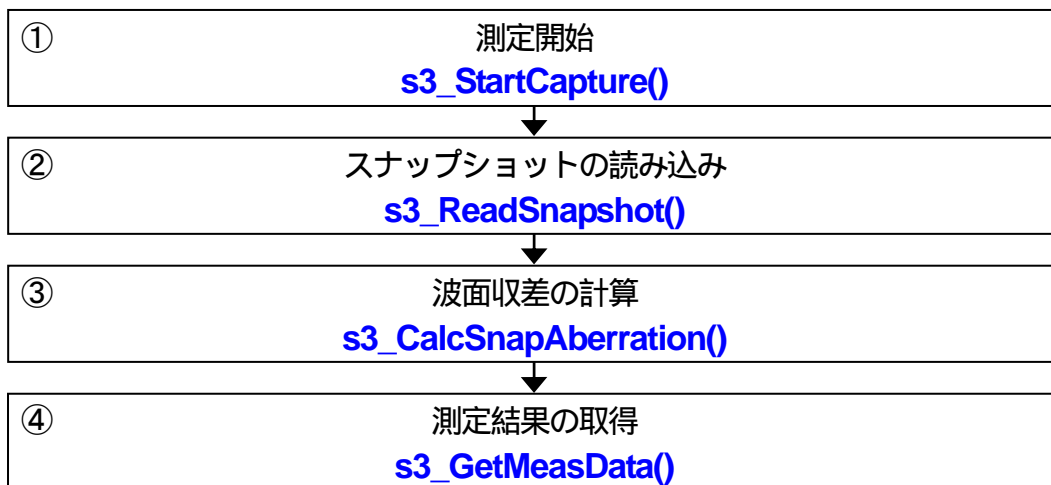 ① 測定開始
s3_StartCapture()
② スナップショットの読み込み
s3_ReadSnapshot()
③ 波面収差の計算
s3_CalcSnapAberration()
④ 測定結果の取得
s3_GetMeasData()